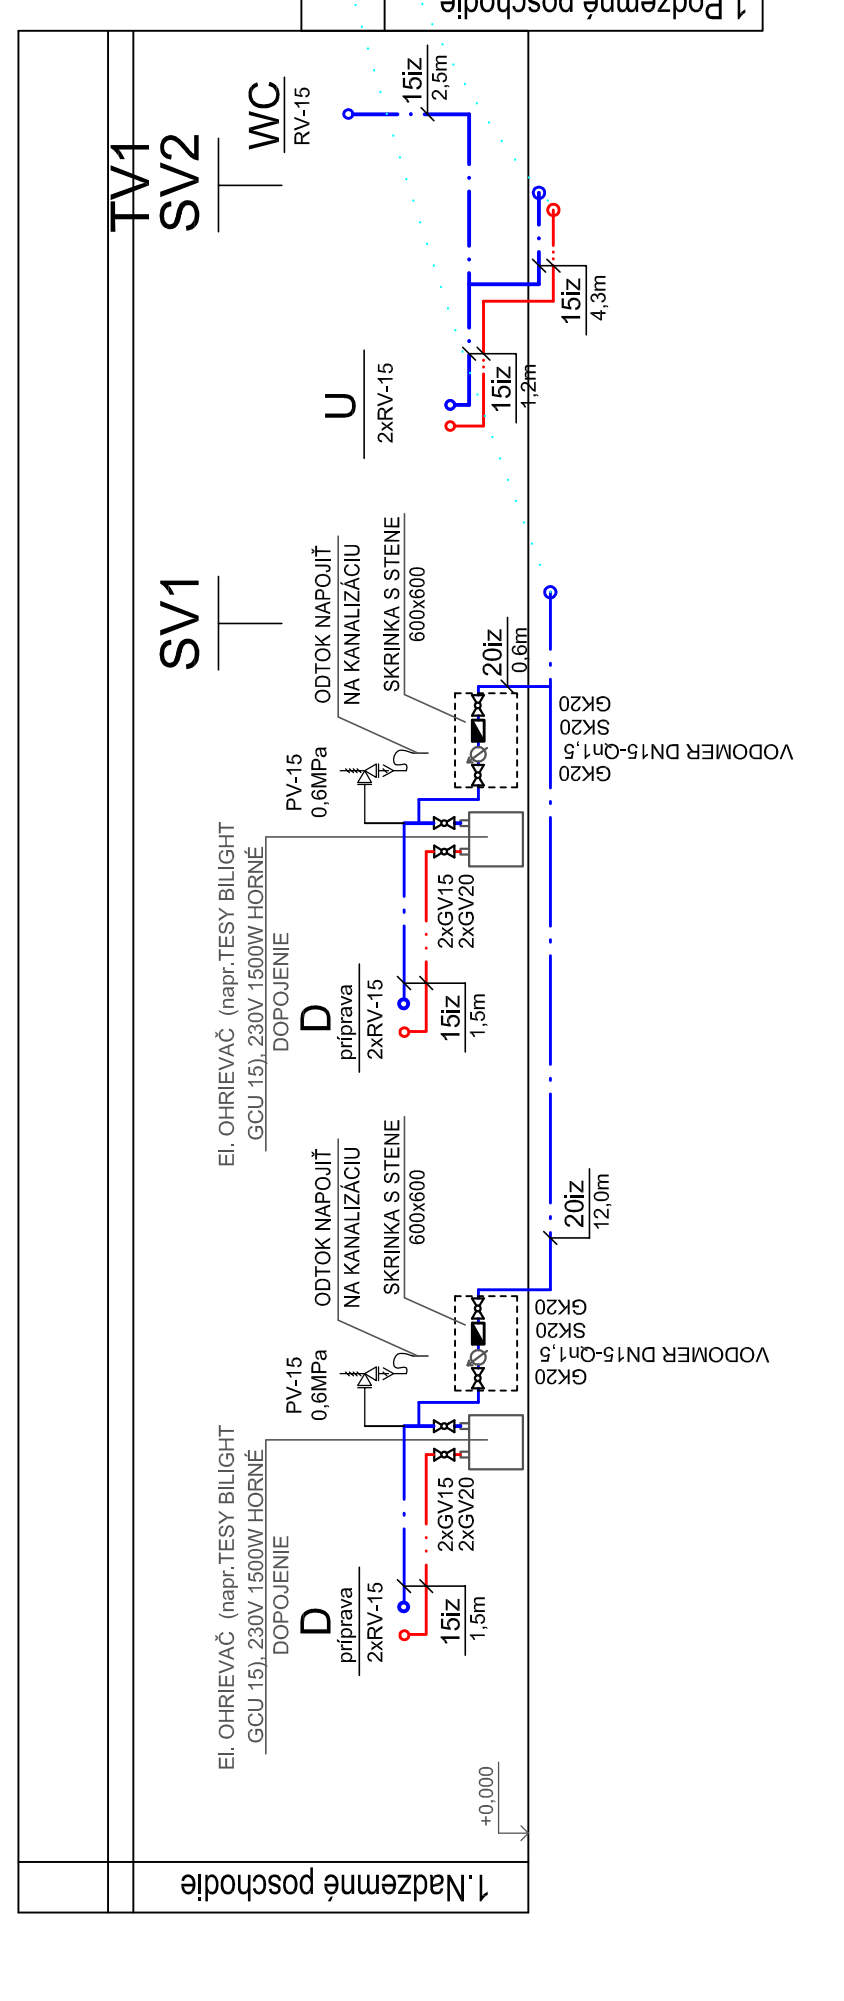 1.Podzemné poschodie
TV1
SV2
WC
RV-15
15iz
2,5m
15iz
4,3m
U
2xRV-15
15iz
1,2m
SV1
ODTOK NAPOJIŤ
NA KANALIZÁCIU
SKRINKA S STENE
600x600
20iz
0,6m
GK20
SK20
VODOMER DN15-Qn1,5
GK20
PV-15
0,6MPa
El. OHRIEVAČ (napr.TESY BILIGHT
GCU 15), 230V 1500W HORNÉ
DOPOJENIE
2xGV15
2xGV20
D
príprava
2xRV-15
15iz
1,5m
20iz
12,0m
ODTOK NAPOJIŤ
NA KANALIZÁCIU
SKRINKA S STENE
600x600
GK20
SK20
VODOMER DN15-Qn1,5
GK20
PV-15
0,6MPa
El. OHRIEVAČ (napr.TESY BILIGHT
GCU 15), 230V 1500W HORNÉ
DOPOJENIE
2xGV15
2xGV20
D
príprava
2xRV-15
15iz
1,5m
+0,000
1.Nadzemné poschodie